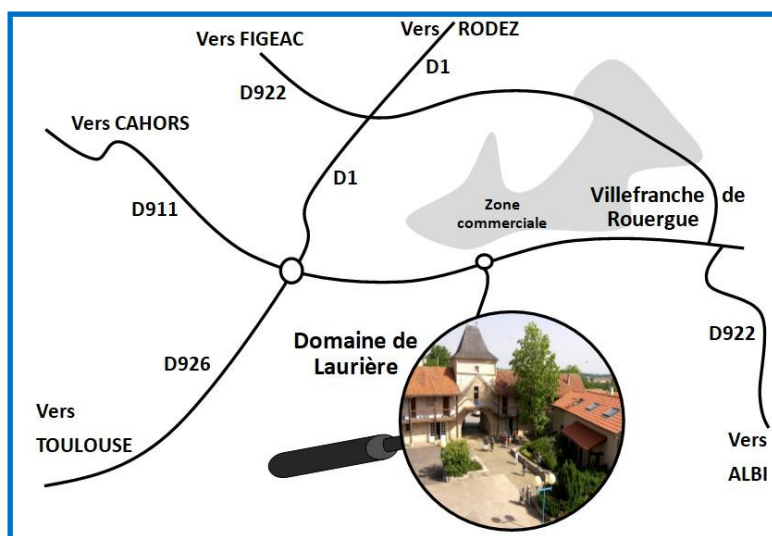 Vers RODEZ
Vers FIGEAC
D1
D922
Vers CAHORS
D1
D911
Zone
commerciale
Villefranche de
Rouergue
Domaine de
Laurière
D922
D926
Vers
TOULOUSE
Vers
ALBI